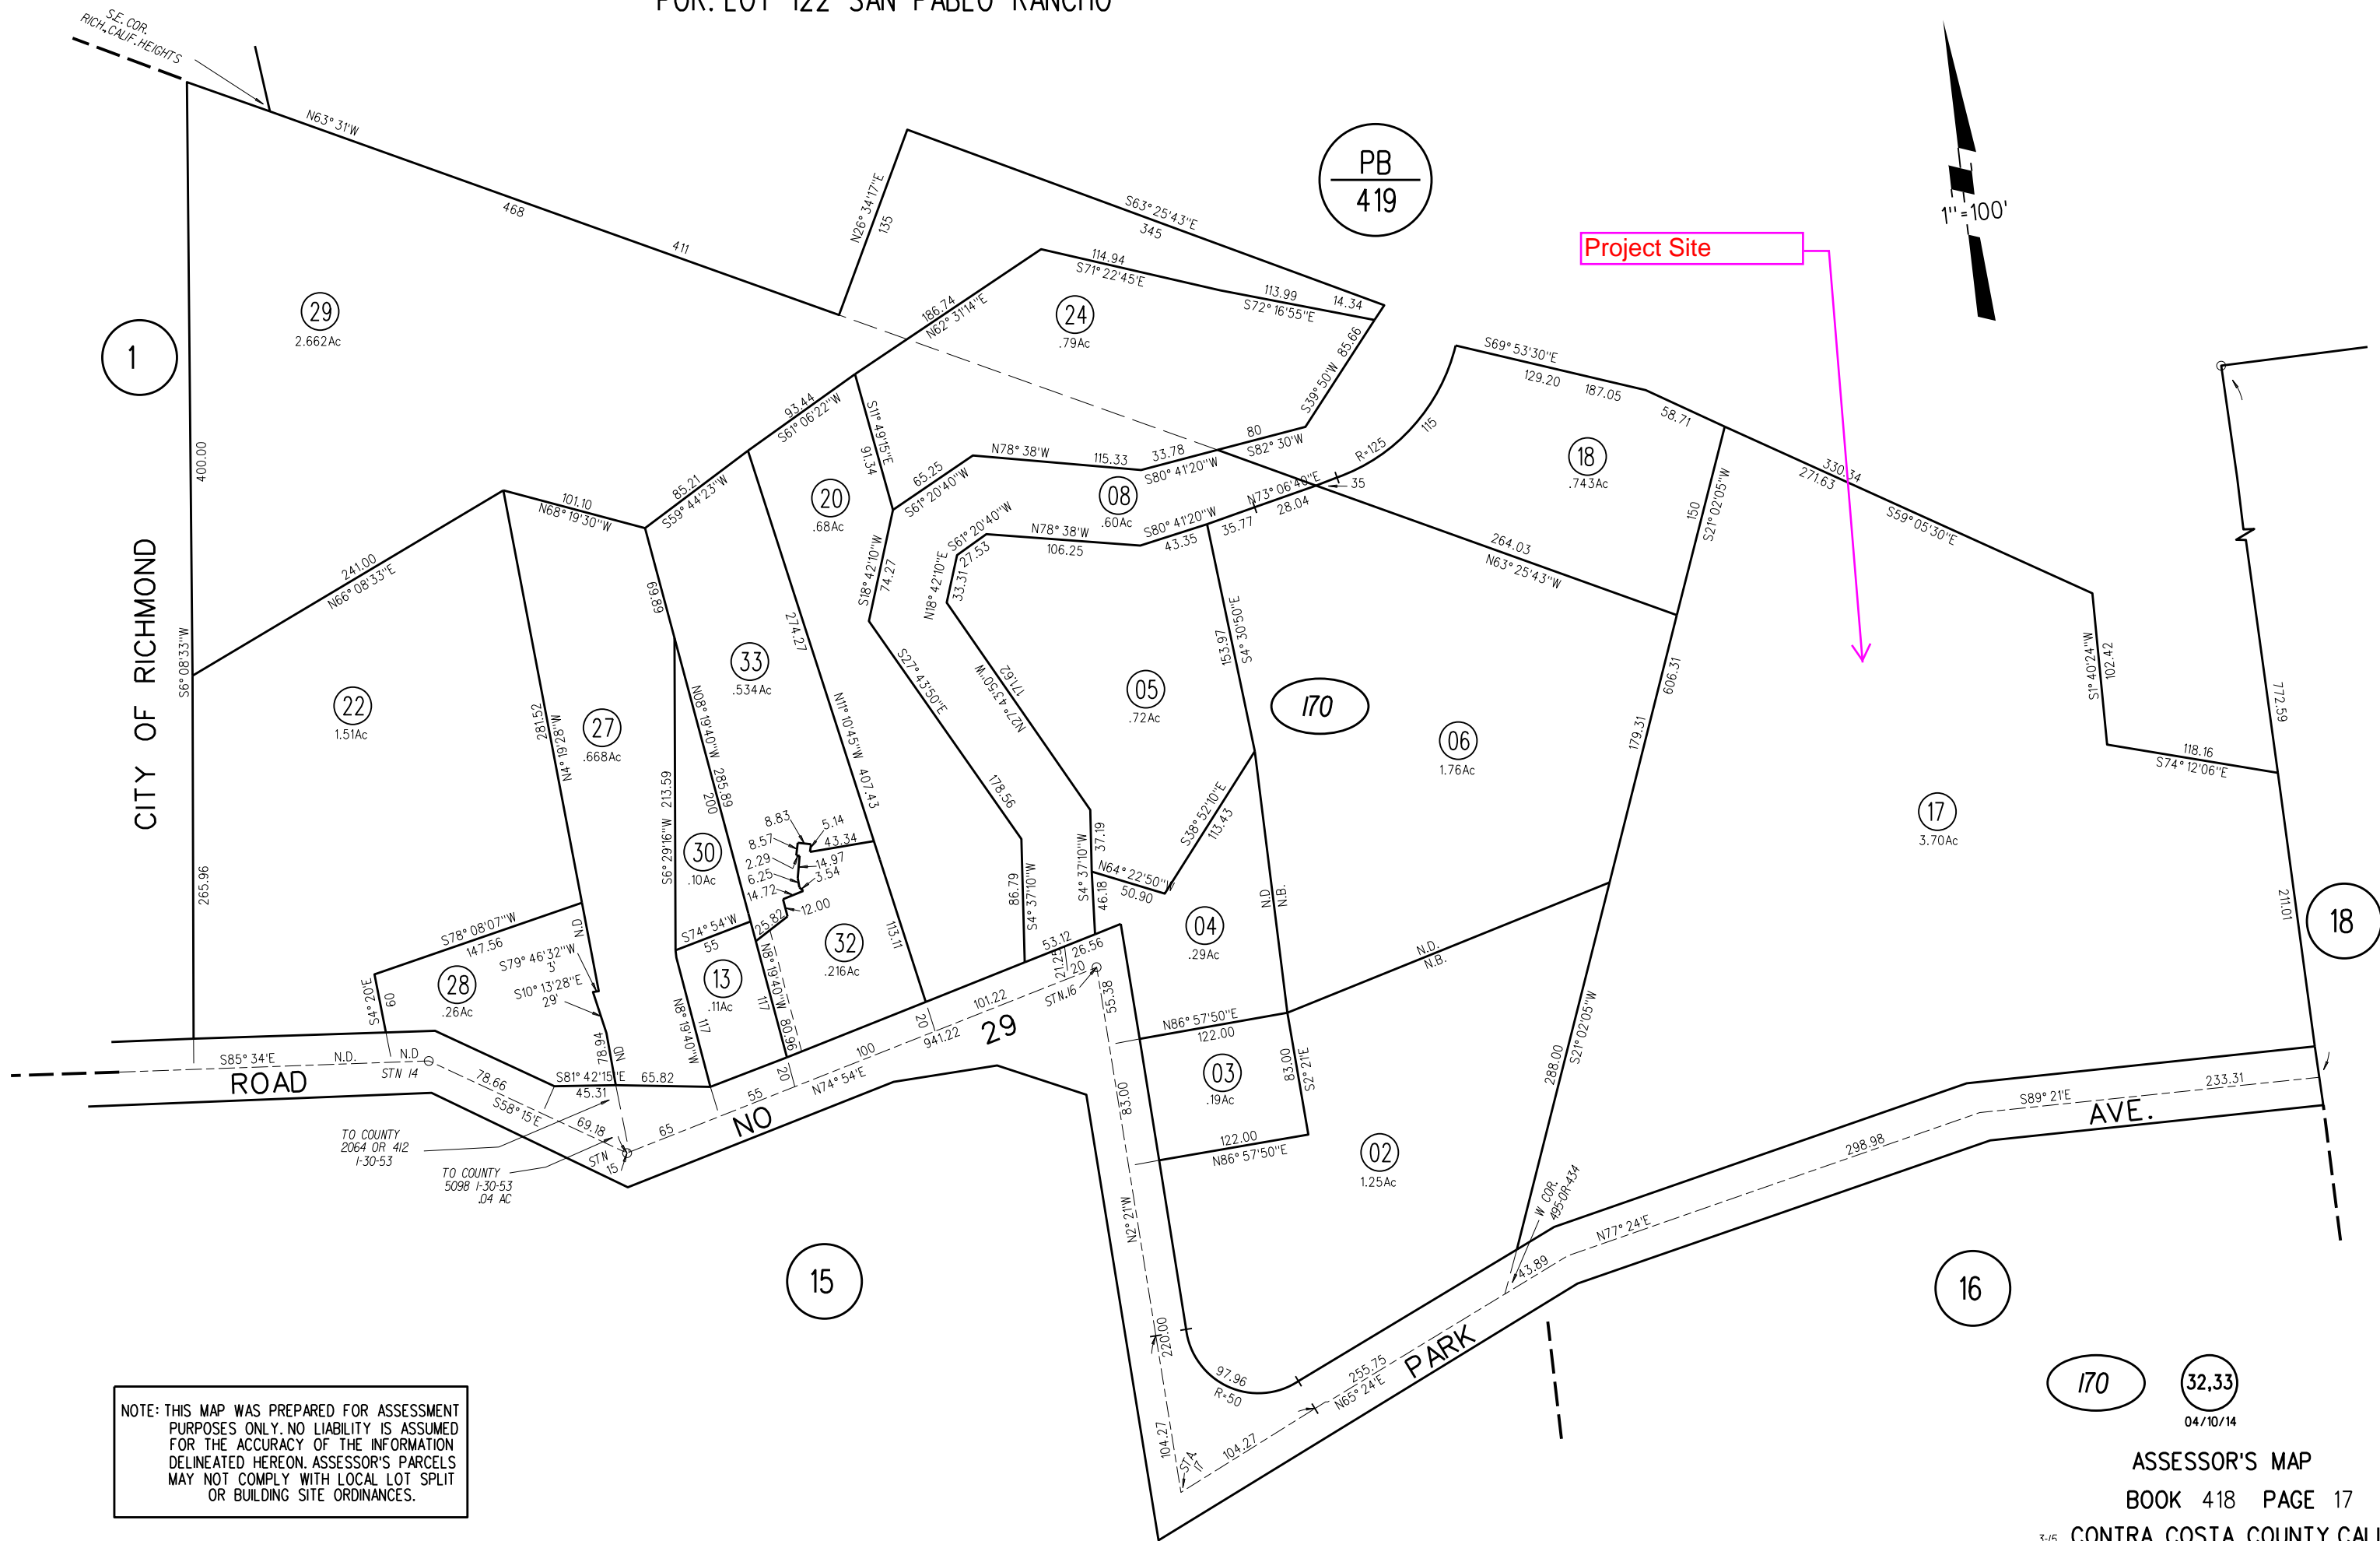 POR. LOT 122 SAN PABLO RANCHO
S.E. COR.
RICH. CALIF. HEIGHTS
N63° 31'W
468
411
N26° 34'17"E
135
S63° 25'43"E
345
PB
419
1"=100'
Project Site
29
2.662Ac
1
400.00
S6° 08'33"W
265.96
CITY OF RICHMOND
186.74
N62° 31'14"E
114.94
S71° 22'45"E
113.99
S72° 16'55"E
14.34
24
.79Ac
85.66
S39° 50'W
93.44
S61° 06'22"W
S11° 49'15"E
91.34
85.21
S59° 44'23"W
101.10
N68° 19'30"W
241.00
N66° 08'33"E
65.25
S61° 20'40"W
N78° 38'W
115.33
33.78
S80° 41'20"W
80
S82° 30'W
08
.60Ac
N73° 06'40"E
28.04
35
R=125
115
S69° 53'30"E
129.20
187.05
58.71
18
.743Ac
150
S21° 02'05"W
330.34
271.63
S59° 05'30"E
S1° 40'24"W
102.42
118.16
S74° 12'06"E
772.59
211.01
20
.68Ac
S18° 42'10"W
74.27
N18° 42'10"E
33.31
S61° 20'40"W
27.53
N78° 38'W
106.25
S80° 41'20"W
43.35
35.77
264.03
N63° 25'43"W
606.31
179.31
69.89
274.27
33
.534Ac
N11° 10'45"W 407.43
S27° 43'50"E
178.56
171.62
N27° 43'50"W
05
.72Ac
153.97
S4° 30'50"E
170
06
1.76Ac
17
3.70Ac
18
22
1.51Ac
281.52
N4° 19'28"W
27
.668Ac
N08° 19'40"W 285.89
200
S6° 29'16"W 213.59
30
.10Ac
8.83
5.14
8.57
43.34
2.29
14.97
6.25
3.54
14.72
12.00
25.82
S74° 54'W
55
32
.216Ac
113.11
86.79
S4° 37'10"W
S4° 37'10"W 37.19
46.18
N64° 22'50"W
50.90
S38° 52'10"E
113.43
N.D.
N.B.
04
.29Ac
N.D.
N.B.
S78° 08'07"W
147.56
N.D
S79° 46'32"W
3'
S10° 13'28"E
29'
28
.26Ac
S4° 20'E
60
13
.11Ac
N8° 19'40"W
117
N8° 19'40"W
117
80.96
78.94
ND
53.12
26.56
21.25
20
STN.16
55.38
101.22
20
941.22
29
N86° 57'50"E
122.00
03
.19Ac
83.00
S2° 21'E
83.00
122.00
N86° 57'50"E
02
1.25Ac
288.00
S21° 02'05"W
S85° 34'E
N.D.
N.D
STN 14
ROAD
78.66
S58° 15'E
S81° 42'15"E
65.82
45.31
69.18
STN
15
65
55
100
20
N74° 54'E
NO
TO COUNTY
2064 OR 412
1-30-53
TO COUNTY
5098 1-30-53
.04 AC
N2° 21'W
220.00
104.27
STA.
17
97.96
R=50
104.27
255.75
N65° 24'E
PARK
W COR.
495-OR-434
43.89
N77° 24'E
298.98
S89° 21'E
233.31
AVE.
15
16
170
32,33
04/10/14
NOTE: THIS MAP WAS PREPARED FOR ASSESSMENT
PURPOSES ONLY. NO LIABILITY IS ASSUMED
FOR THE ACCURACY OF THE INFORMATION
DELINEATED HEREON. ASSESSOR'S PARCELS
MAY NOT COMPLY WITH LOCAL LOT SPLIT
OR BUILDING SITE ORDINANCES.
ASSESSOR'S MAP
BOOK 418 PAGE 17
3-15 CONTRA COSTA COUNTY, CALI